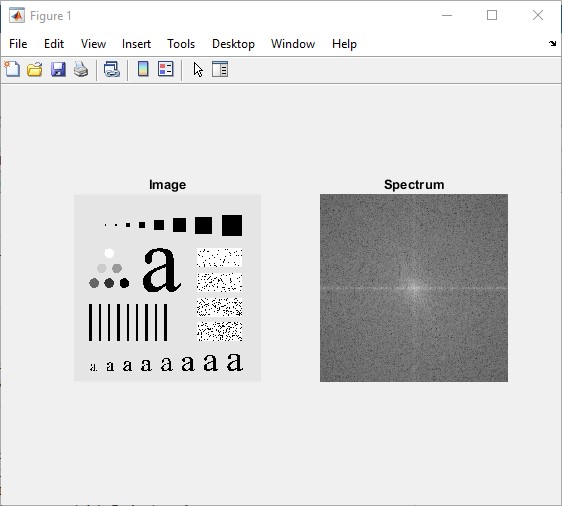 Figure 1
File Edit View Insert Tools Desktop Window Help
Image
Spectrum
a
a a a a a a a a